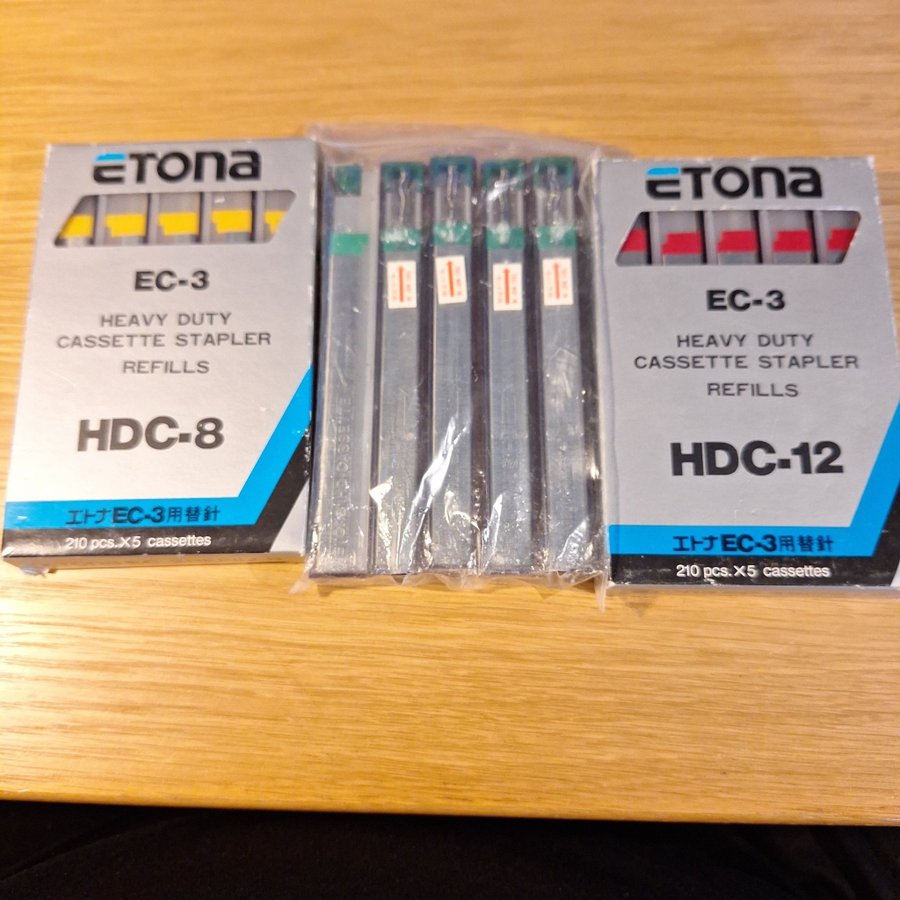 ETONA
EC-3
HEAVY DUTY
CASSETTE STAPLER
REFILLS
HDC-8
エトナEC-3用替針
210 pcs.×5 cassettes
ETONA
EC-3
HEAVY DUTY
CASSETTE STAPLER
REFILLS
HDC-12
エトナEC-3用替針
210 pcs.×5 cassettes